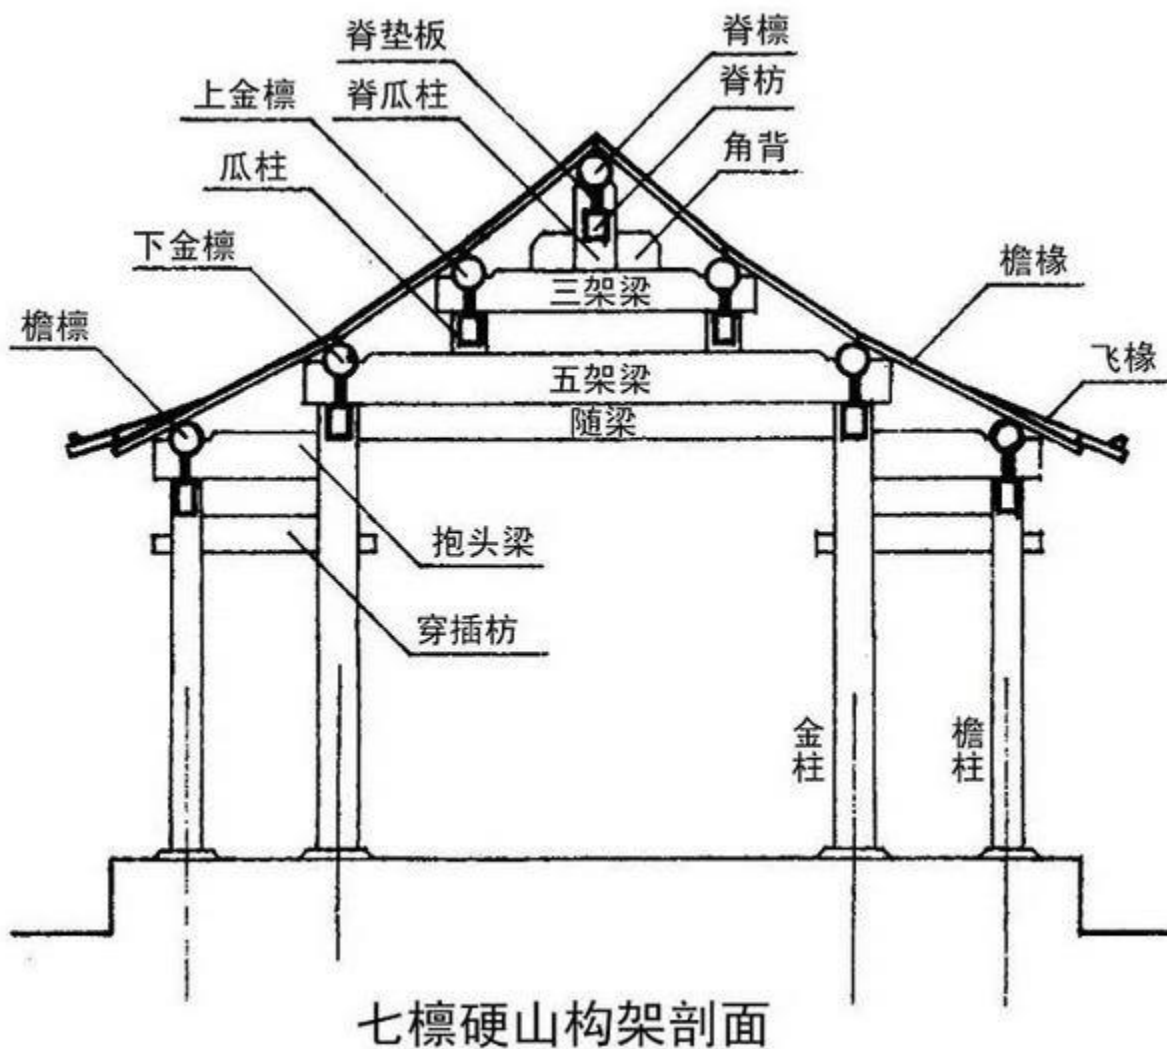 脊垫板
脊檩
上金檩
脊瓜柱
脊枋
瓜柱
角背
下金檩
三架梁
檐椽
檐檩
五架梁
飞椽
随梁
抱头梁
穿插枋
金柱
檐柱
七檩硬山构架剖面